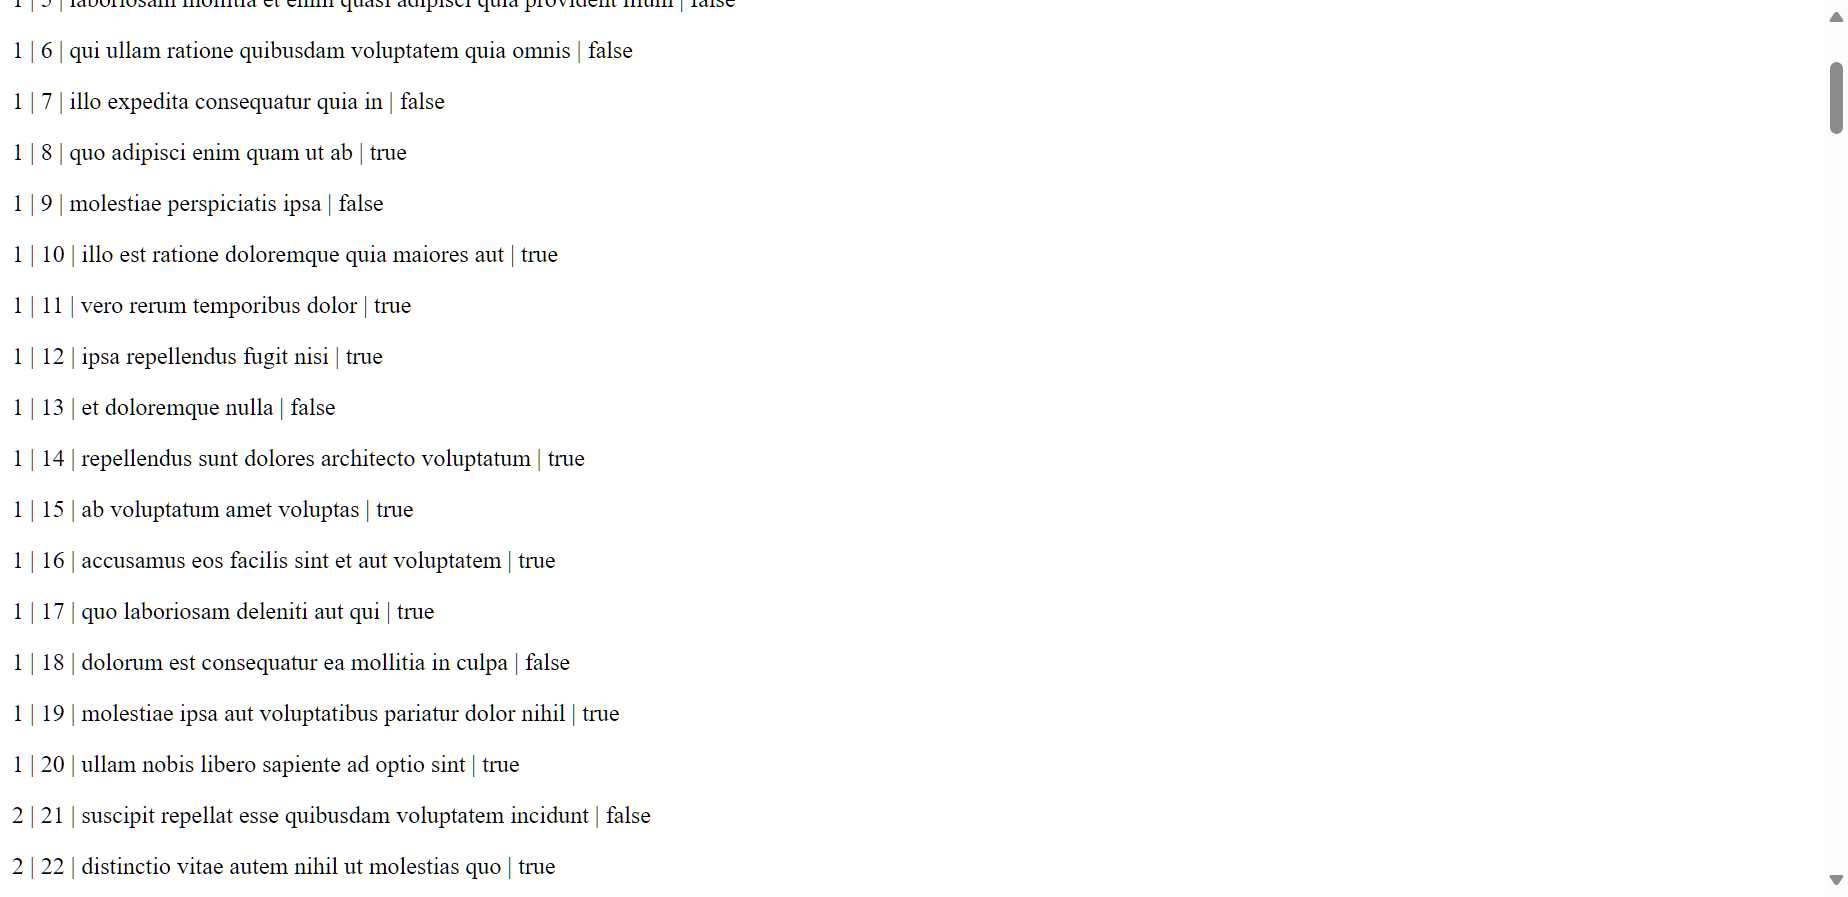 1 | 5 | laboriosam mollitia et enim quasi adipisci quia provident illum | false
1 | 6 | qui ullam ratione quibusdam voluptatem quia omnis | false
1 | 7 | illo expedita consequatur quia in | false
1 | 8 | quo adipisci enim quam ut ab | true
1 | 9 | molestiae perspiciatis ipsa | false
1 | 10 | illo est ratione doloremque quia maiores aut | true
1 | 11 | vero rerum temporibus dolor | true
1 | 12 | ipsa repellendus fugit nisi | true
1 | 13 | et doloremque nulla | false
1 | 14 | repellendus sunt dolores architecto voluptatum | true
1 | 15 | ab voluptatum amet voluptas | true
1 | 16 | accusamus eos facilis sint et aut voluptatem | true
1 | 17 | quo laboriosam deleniti aut qui | true
1 | 18 | dolorum est consequatur ea mollitia in culpa | false
1 | 19 | molestiae ipsa aut voluptatibus pariatur dolor nihil | true
1 | 20 | ullam nobis libero sapiente ad optio sint | true
2 | 21 | suscipit repellat esse quibusdam voluptatem incidunt | false
2 | 22 | distinctio vitae autem nihil ut molestias quo | true